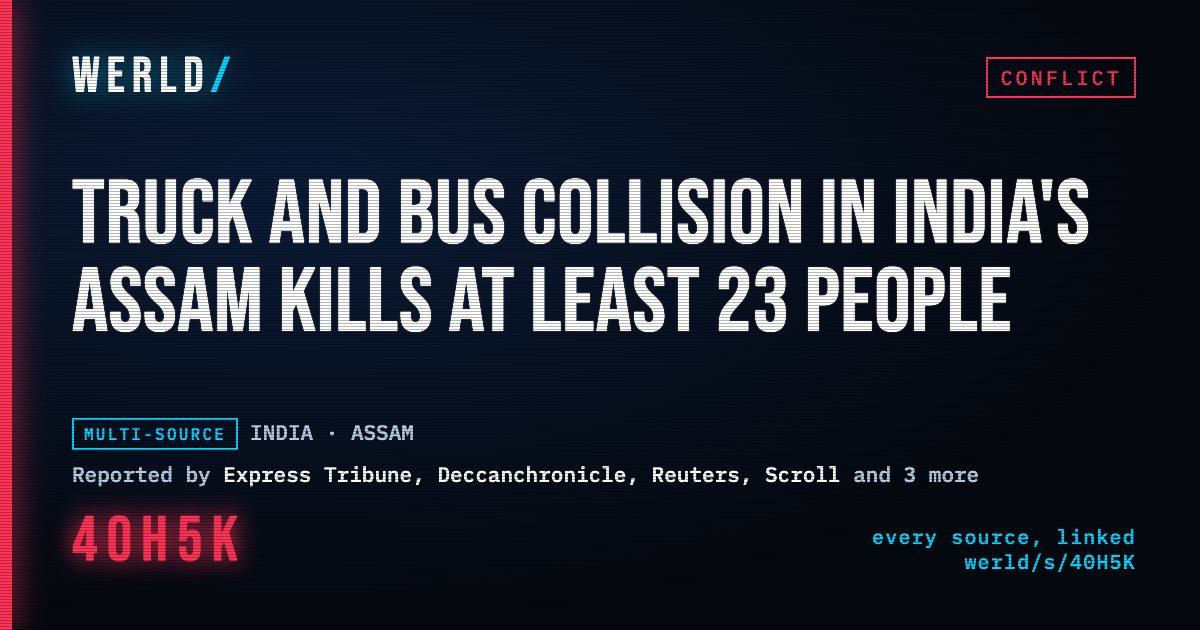 WERLD/
CONFLICT
TRUCK AND BUS COLLISION IN INDIA'S
ASSAM KILLS AT LEAST 23 PEOPLE
MULTI-SOURCE INDIA · ASSAM
Reported by Express Tribune, Deccanchronicle, Reuters, Scroll and 3 more
40H5K
every source, linked
werld/s/40H5K